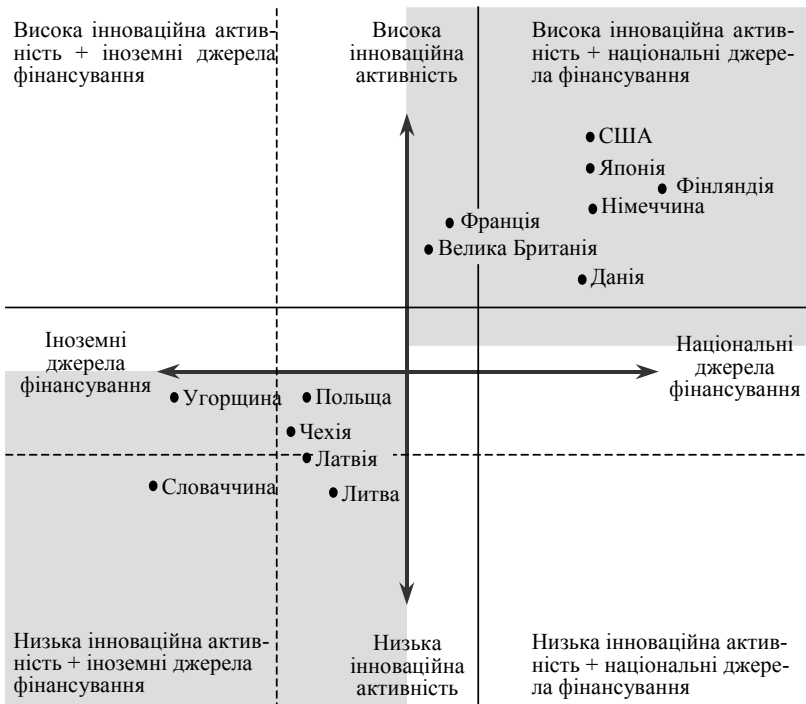 Висока інноваційна актив-
ність + іноземні джерела
фінансування
Висока
інноваційна
активність
Висока інноваційна актив-
ність + національні джере-
ла фінансування
США
Японія
Фінляндія
Німеччина
Франція
Велика Британія
Данія
Іноземні
джерела
фінансування
Національні
джерела
фінансування
Угорщина
Польща
Чехія
Латвія
Словаччина
Литва
Низька інноваційна актив-
ність + іноземні джерела
фінансування
Низька
інноваційна
активність
Низька інноваційна актив-
ність + національні джере-
ла фінансування